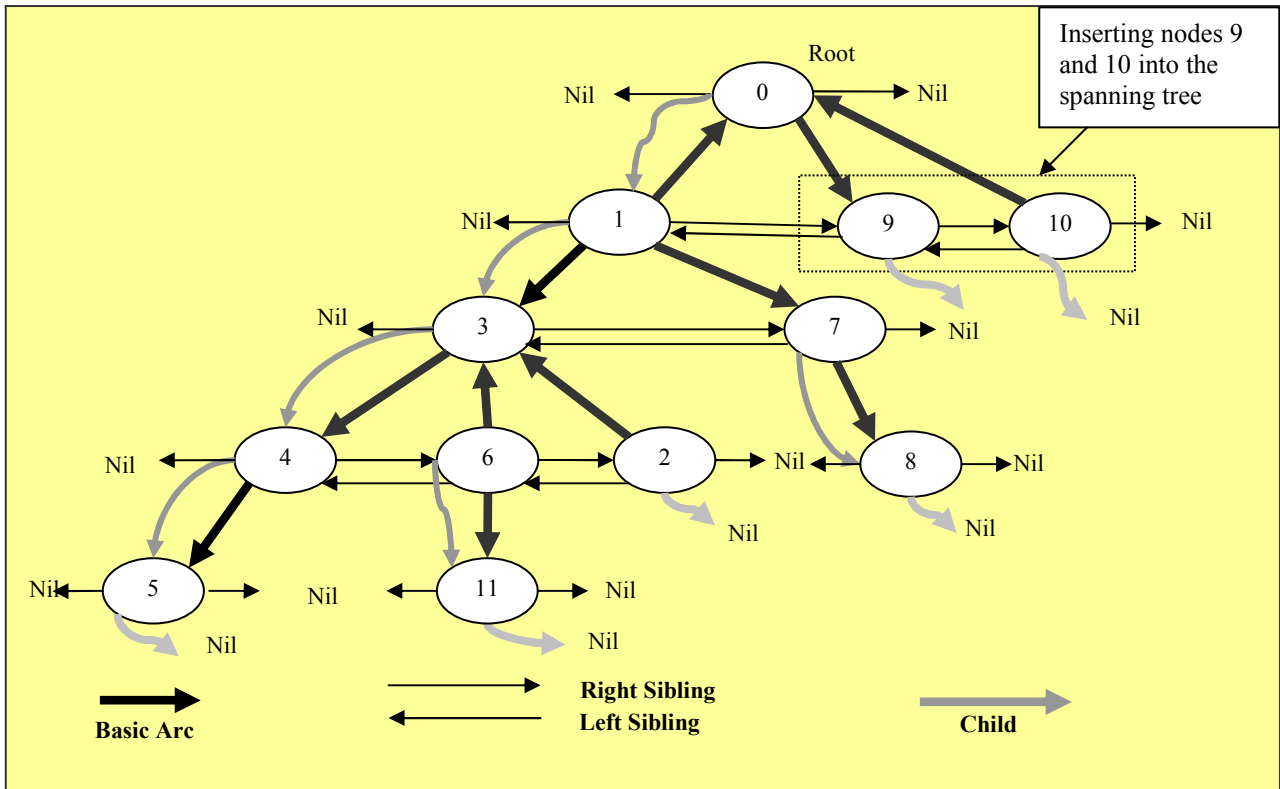 Inserting nodes 9
and 10 into the
spanning tree
Root
Nil
0
Nil
Nil
1
9
10
Nil
Nil
3
7
Nil
Nil
Nil
4
6
2
Nil
8
Nil
Nil
Nil
Nil
5
Nil
11
Nil
Nil
Nil
Right Sibling
Left Sibling
Basic Arc
Child